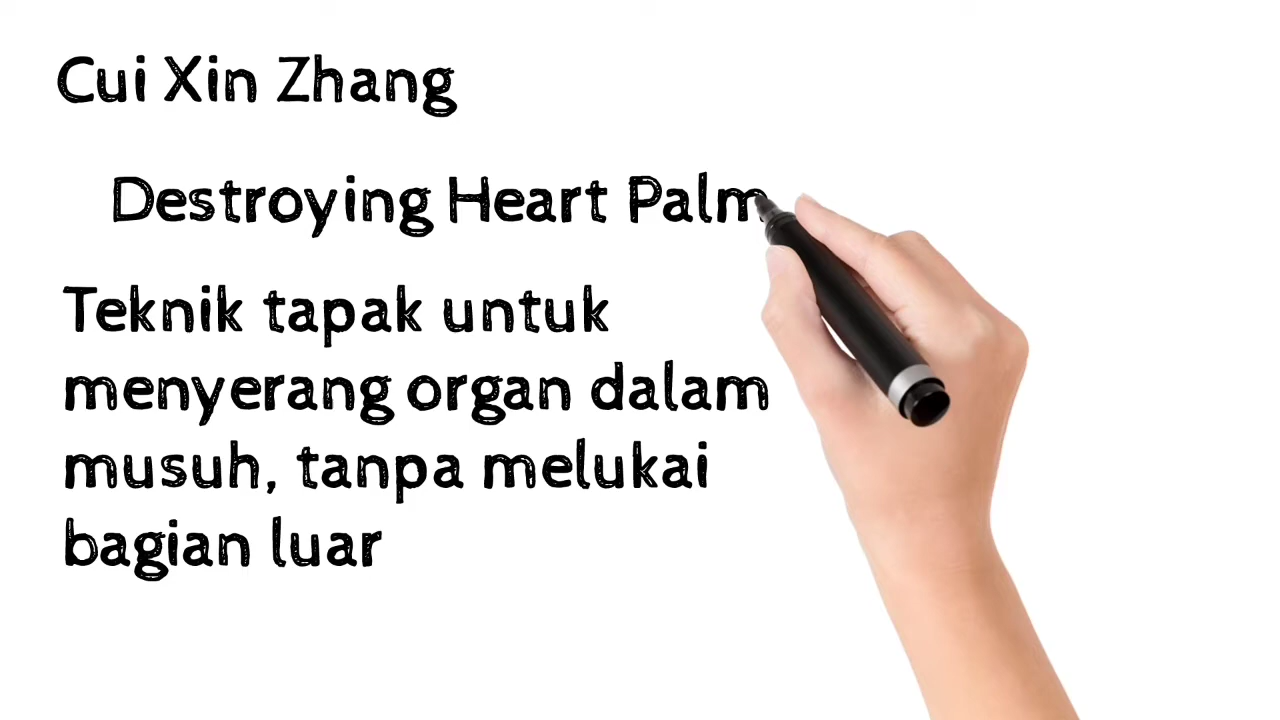 Cui Xin Zhang
Destroying Heart Palm
Teknik tapak untuk
menyerang organ dalam
musuh, tanpa melukai
bagian luar